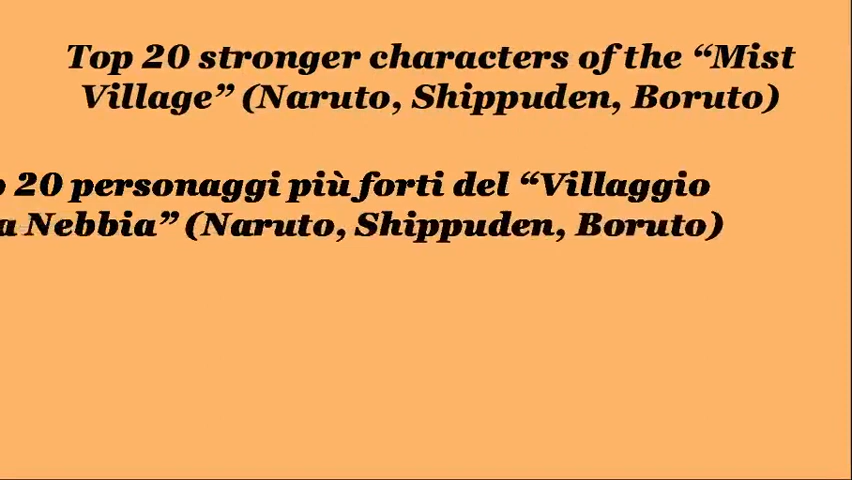 Top 20 stronger characters of the “Mist
Village” (Naruto, Shippuden, Boruto)
20 personaggi più forti del “Villaggio
Nebbia” (Naruto, Shippuden, Boruto)